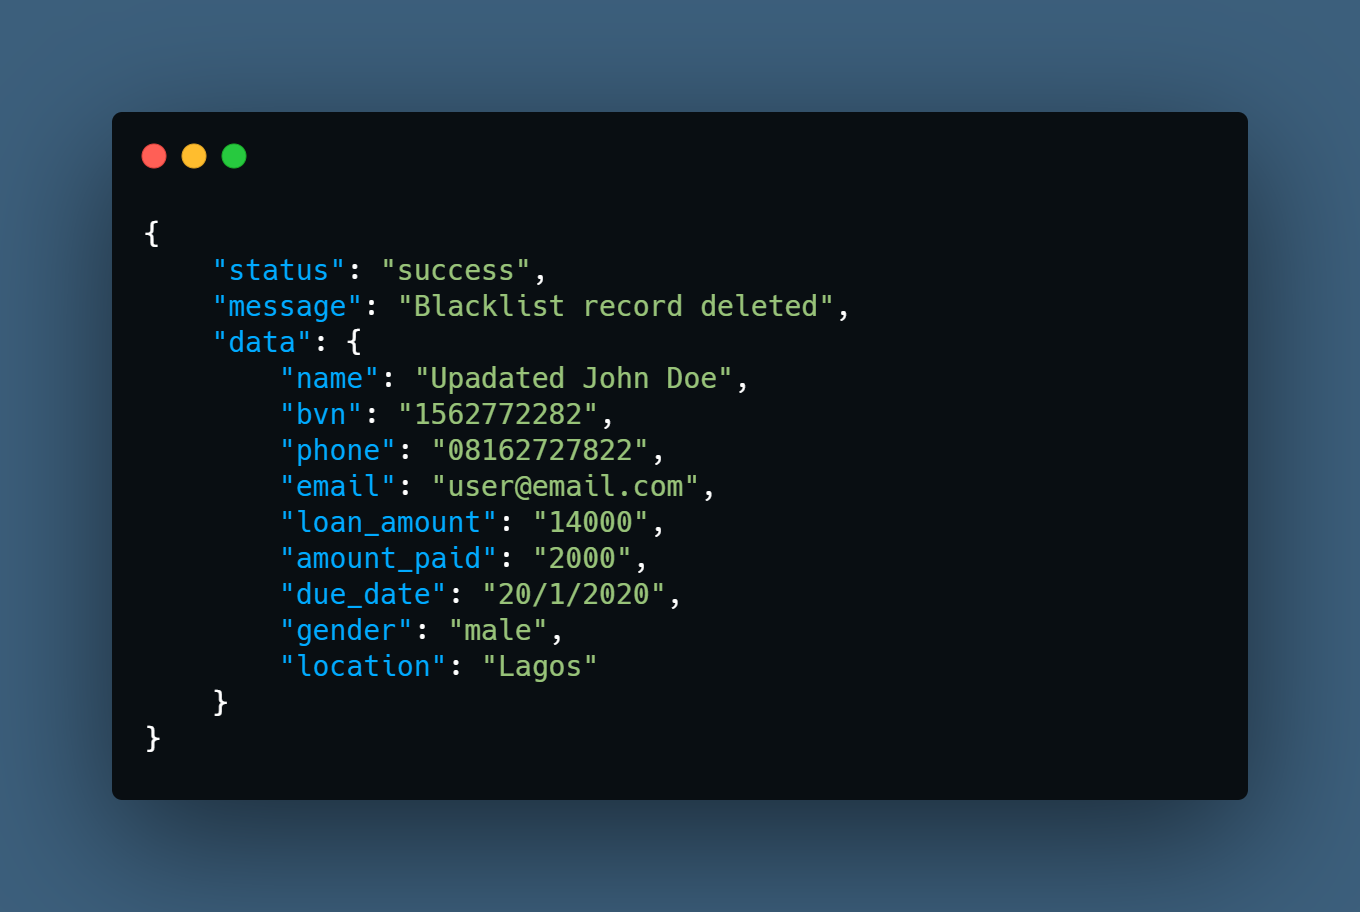 {
    "status": "success",
    "message": "Blacklist record deleted",
    "data": {
        "name": "Upadated John Doe",
        "bvn": "1562772282",
        "phone": "08162727822",
        "email": "user@email.com",
        "loan_amount": "14000",
        "amount_paid": "2000",
        "due_date": "20/1/2020",
        "gender": "male",
        "location": "Lagos"
    }
}